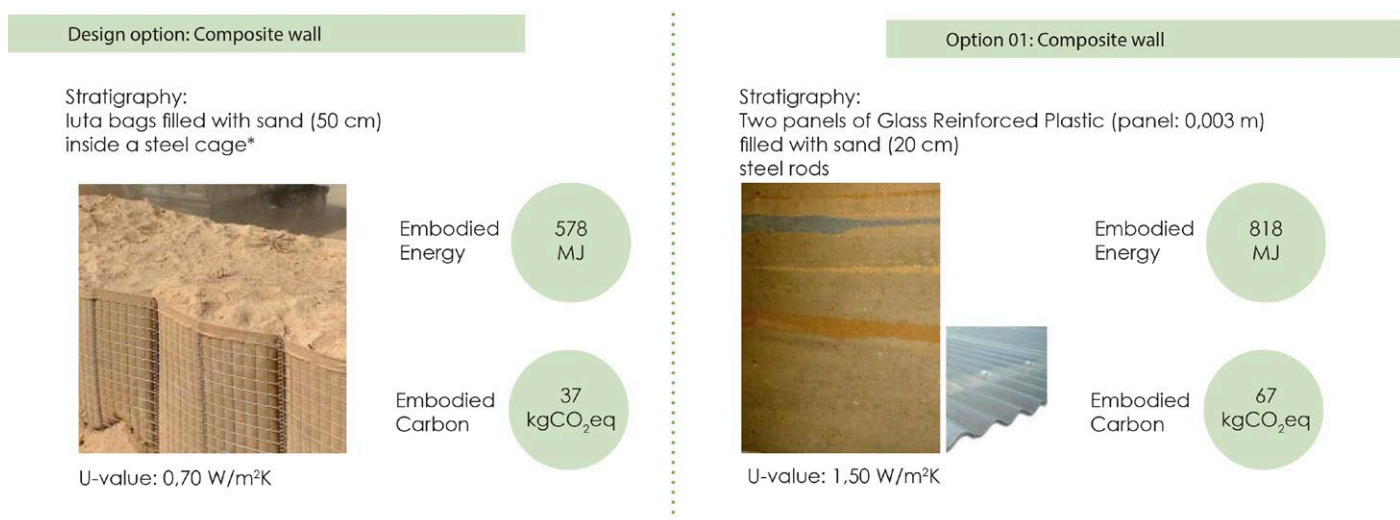 Design option: Composite wall
Stratigraphy:
Iuta bags filled with sand (50 cm)
inside a steel cage*
Embodied
Energy
578
MJ
Embodied
Carbon
37
kgCO₂eq
U-value: 0,70 W/m²K
Option 01: Composite wall
Stratigraphy:
Two panels of Glass Reinforced Plastic (panel: 0,003 m)
filled with sand (20 cm)
steel rods
Embodied
Energy
818
MJ
Embodied
Carbon
67
kgCO₂eq
U-value: 1,50 W/m²K